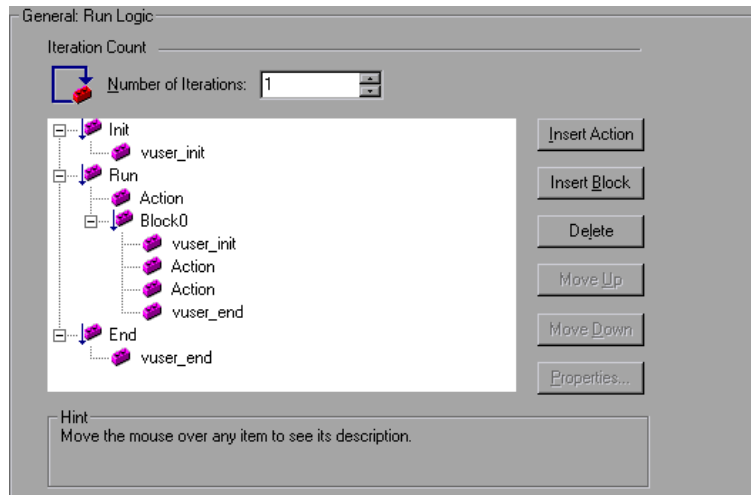 General: Run Logic
Iteration Count
Number of Iterations: 1
Init
vuser_init
Run
Action
Block0
vuser_init
Action
Action
vuser_end
End
vuser_end
Insert Action
Insert Block
Delete
Move Up
Move Down
Properties...
Hint
Move the mouse over any item to see its description.